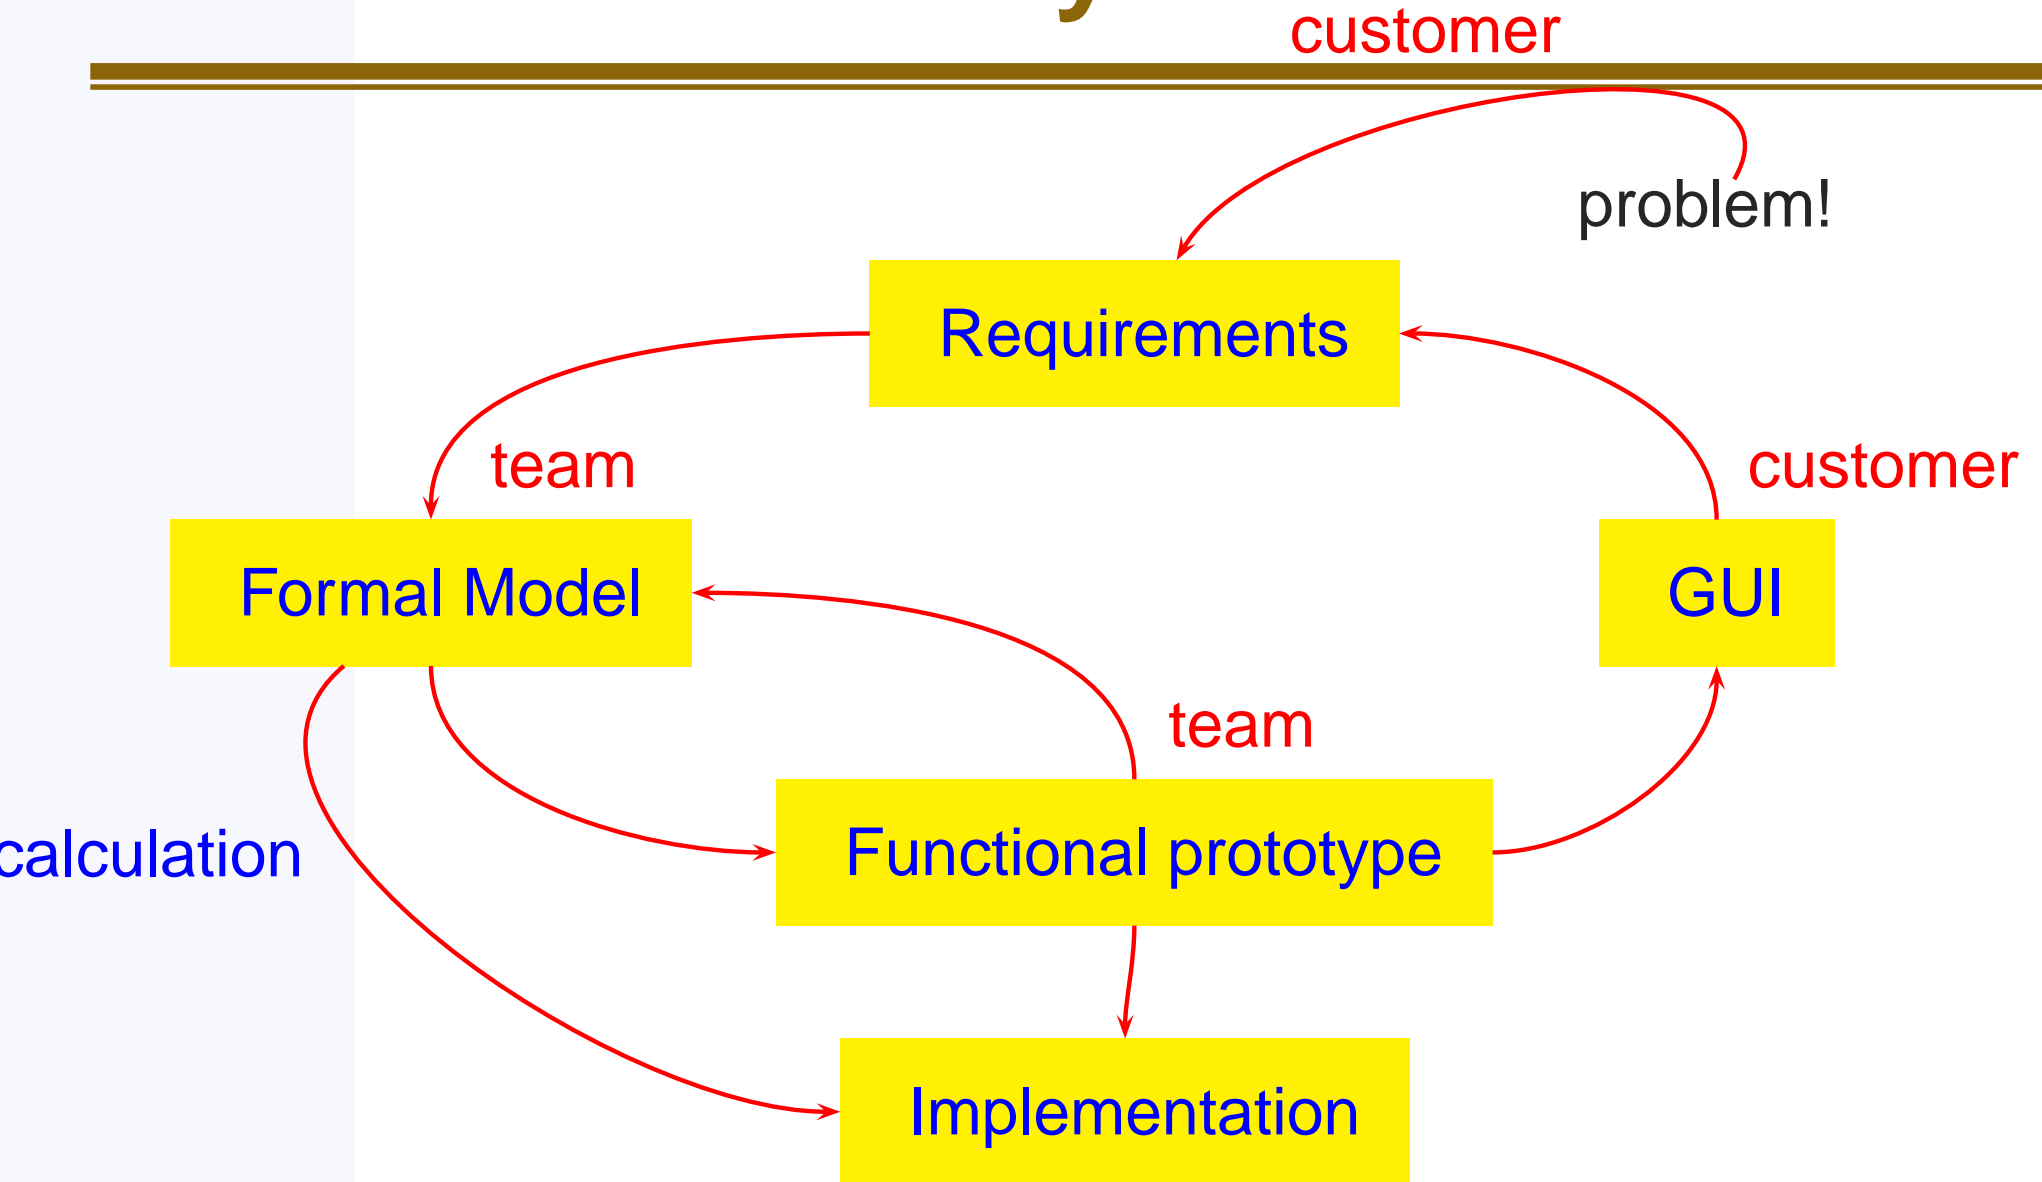 customer
problem!
Requirements
team
customer
Formal Model
GUI
team
calculation
Functional prototype
Implementation